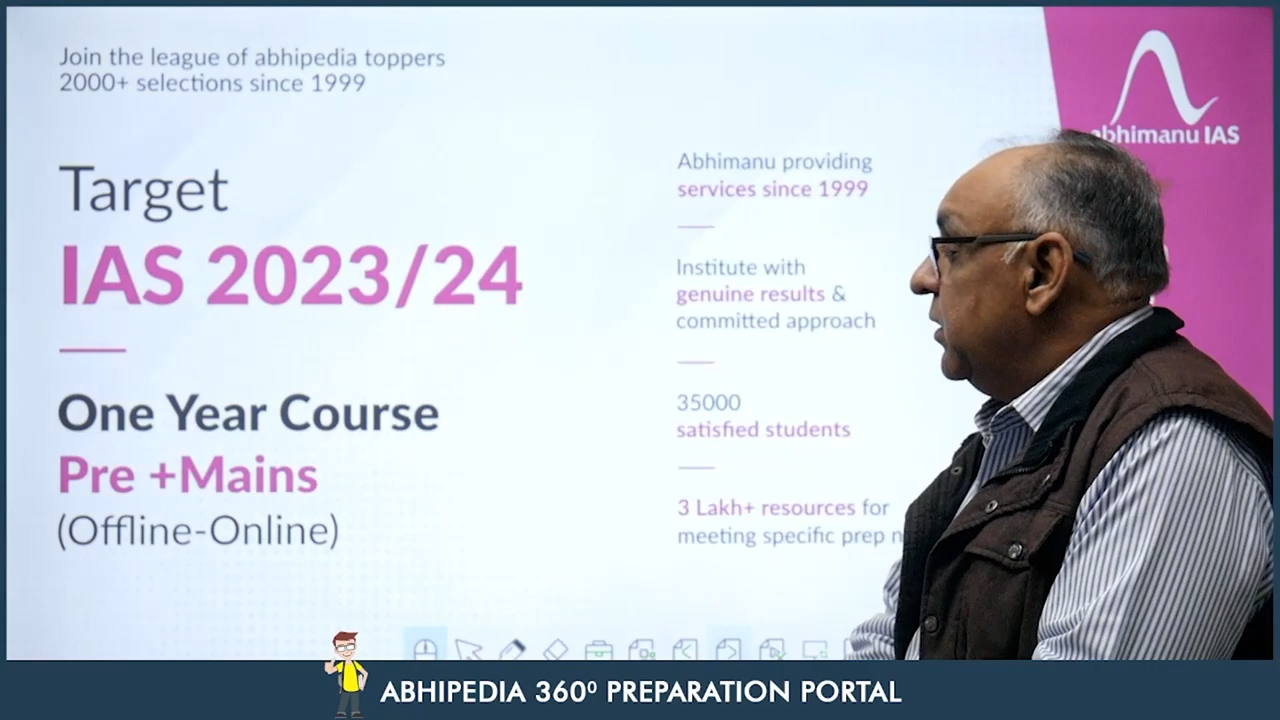 Join the league of abhipedia toppers
2000+ selections since 1999
Target
IAS 2023/24
One Year Course
Pre +Mains
(Offline-Online)
Abhimanu providing
services since 1999
Institute with
genuine results &
committed approach
35000
satisfied students
3 Lakh+ resources for
meeting specific prep
abhimanu IAS
ABHIPEDIA 360⁰ PREPARATION PORTAL